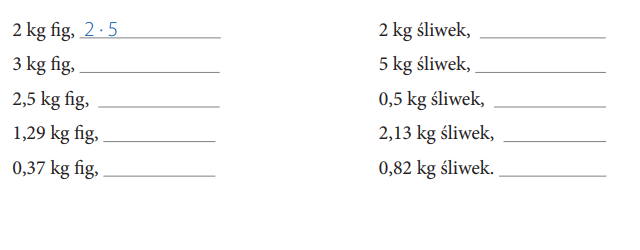 2 kg fig, 2 · 5
3 kg fig,
2,5 kg fig,
1,29 kg fig,
0,37 kg fig,
2 kg śliwek,
5 kg śliwek,
0,5 kg śliwek,
2,13 kg śliwek,
0,82 kg śliwek.